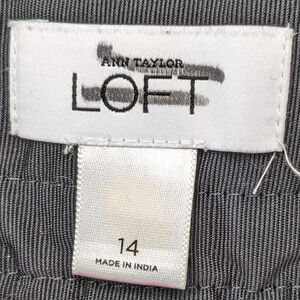 ANN TAYLOR
LOFT
14
MADE IN INDIA